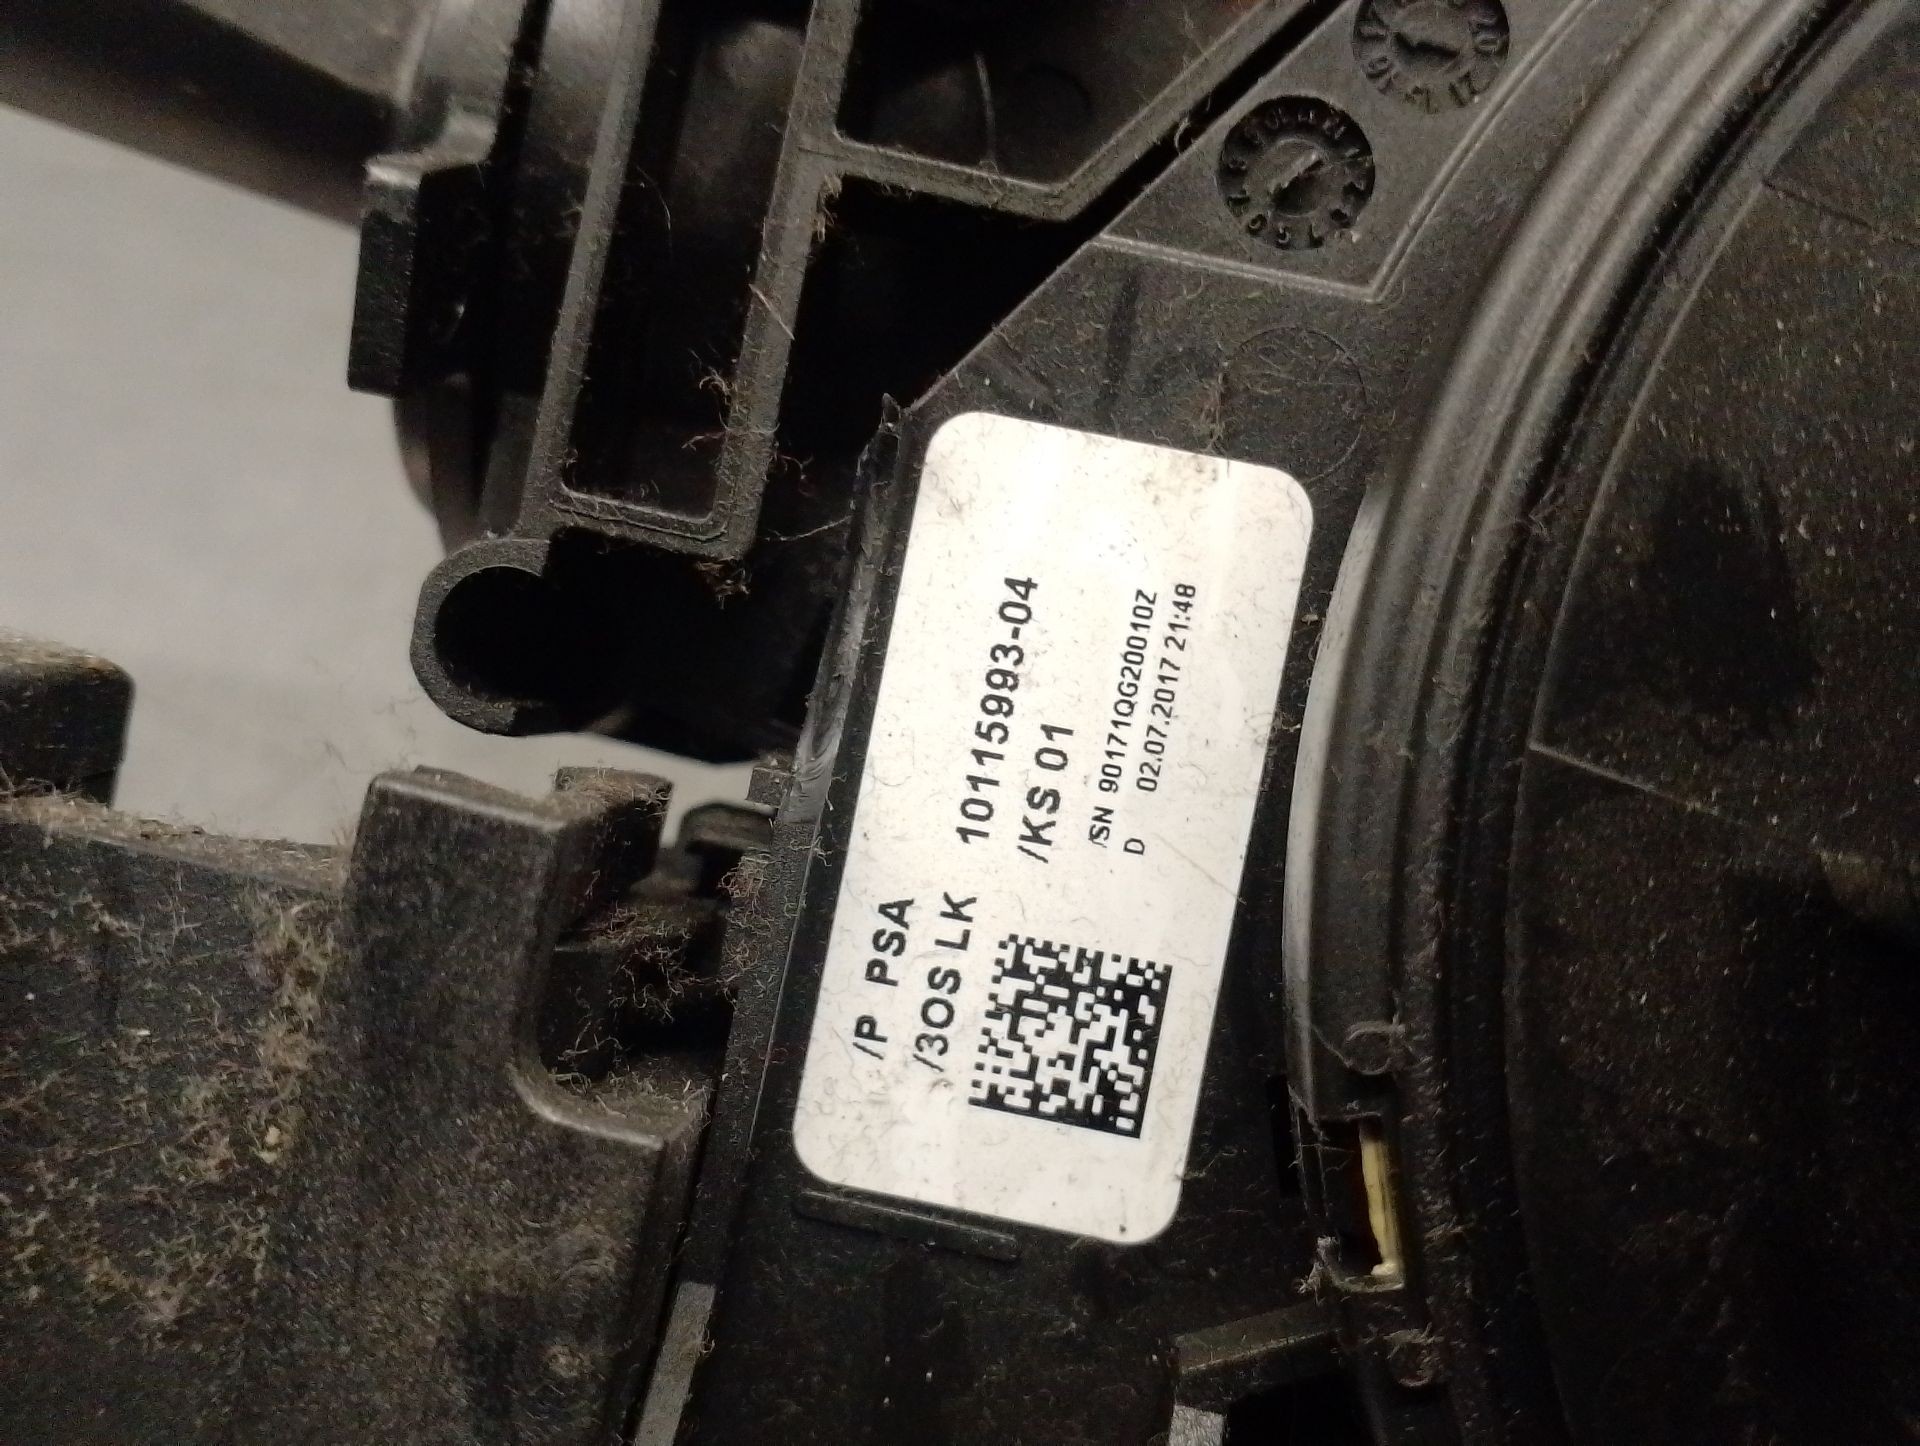 /P PSA
/3OS LK 10115993-04
/KS 01
/SN 90171QG20010Z
D 02.07.2017 21:48